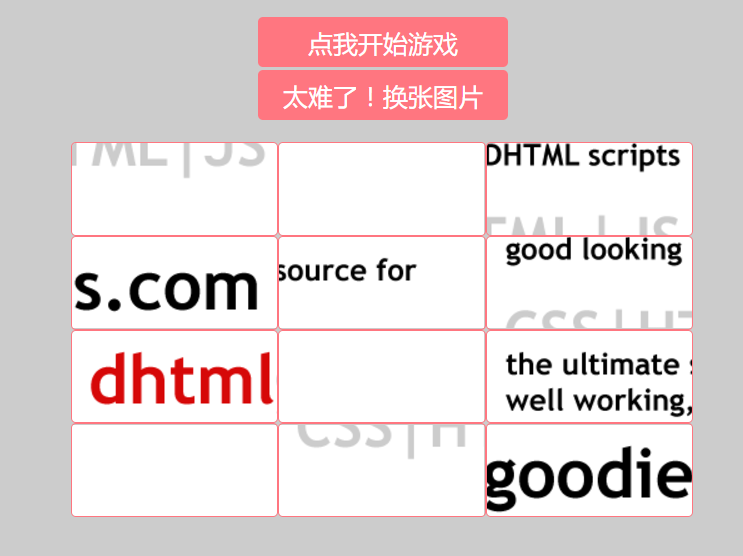 点我开始游戏
太难了！换张图片
TML|JS
DHTML scripts
TML|JS
s.com
source for
good looking
CSS|HT
dhtml
the ultimate s
well working,
CSS|H
goodie